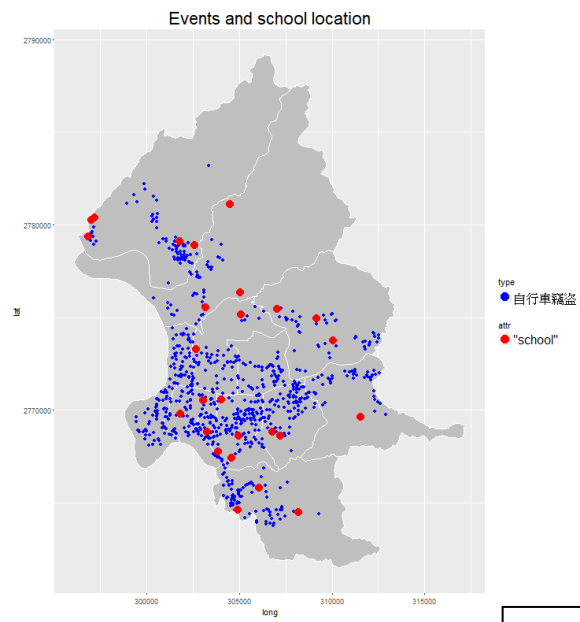 Events and school location
2790000
2780000
2770000
lat
300000
305000
310000
315000
long
type
自行車竊盜
attr
"school"